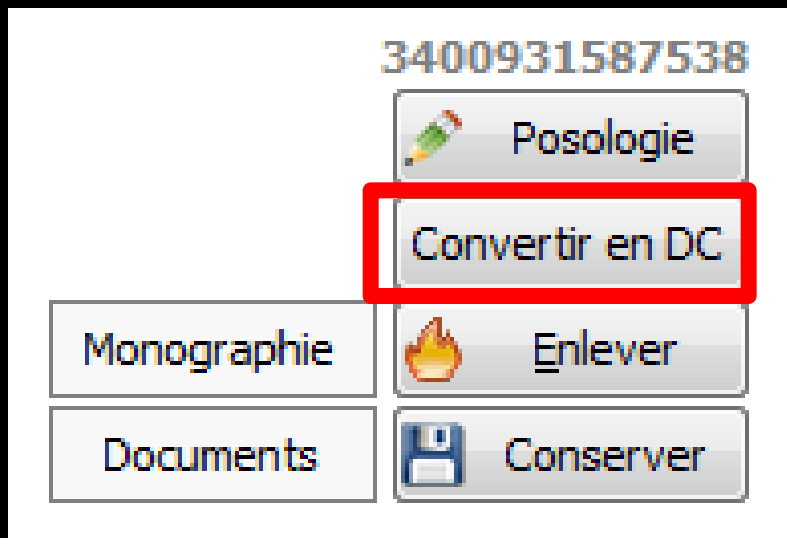 3400931587538
Posologie
Convertir en DC
Monographie
Enlever
Documents
Conserver